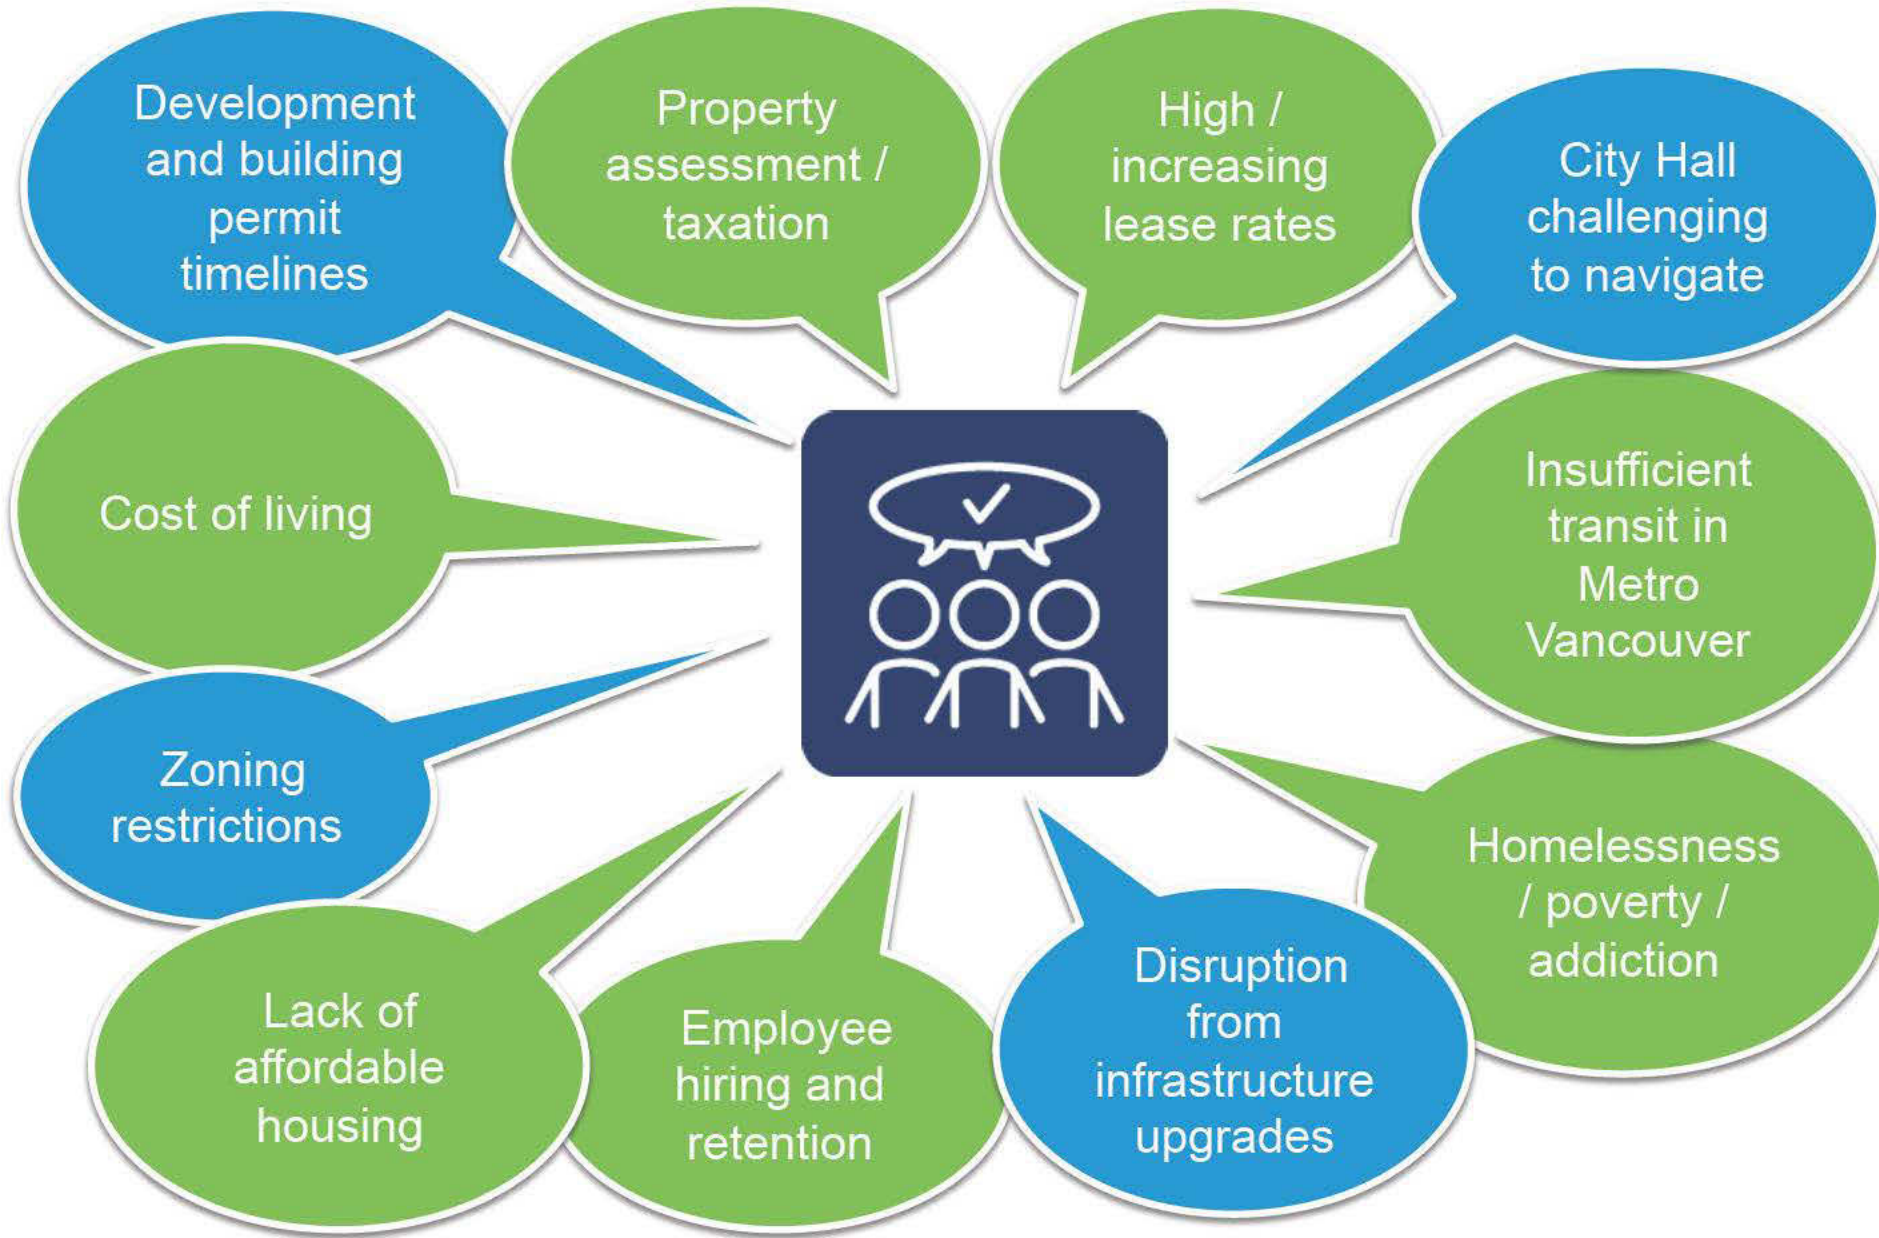 Development
and building
permit
timelines
Property
assessment /
taxation
High /
increasing
lease rates
City Hall
challenging
to navigate
Cost of living
Insufficient
transit in
Metro
Vancouver
Zoning
restrictions
Homelessness
/ poverty /
addiction
Lack of
affordable
housing
Employee
hiring and
retention
Disruption
from
infrastructure
upgrades